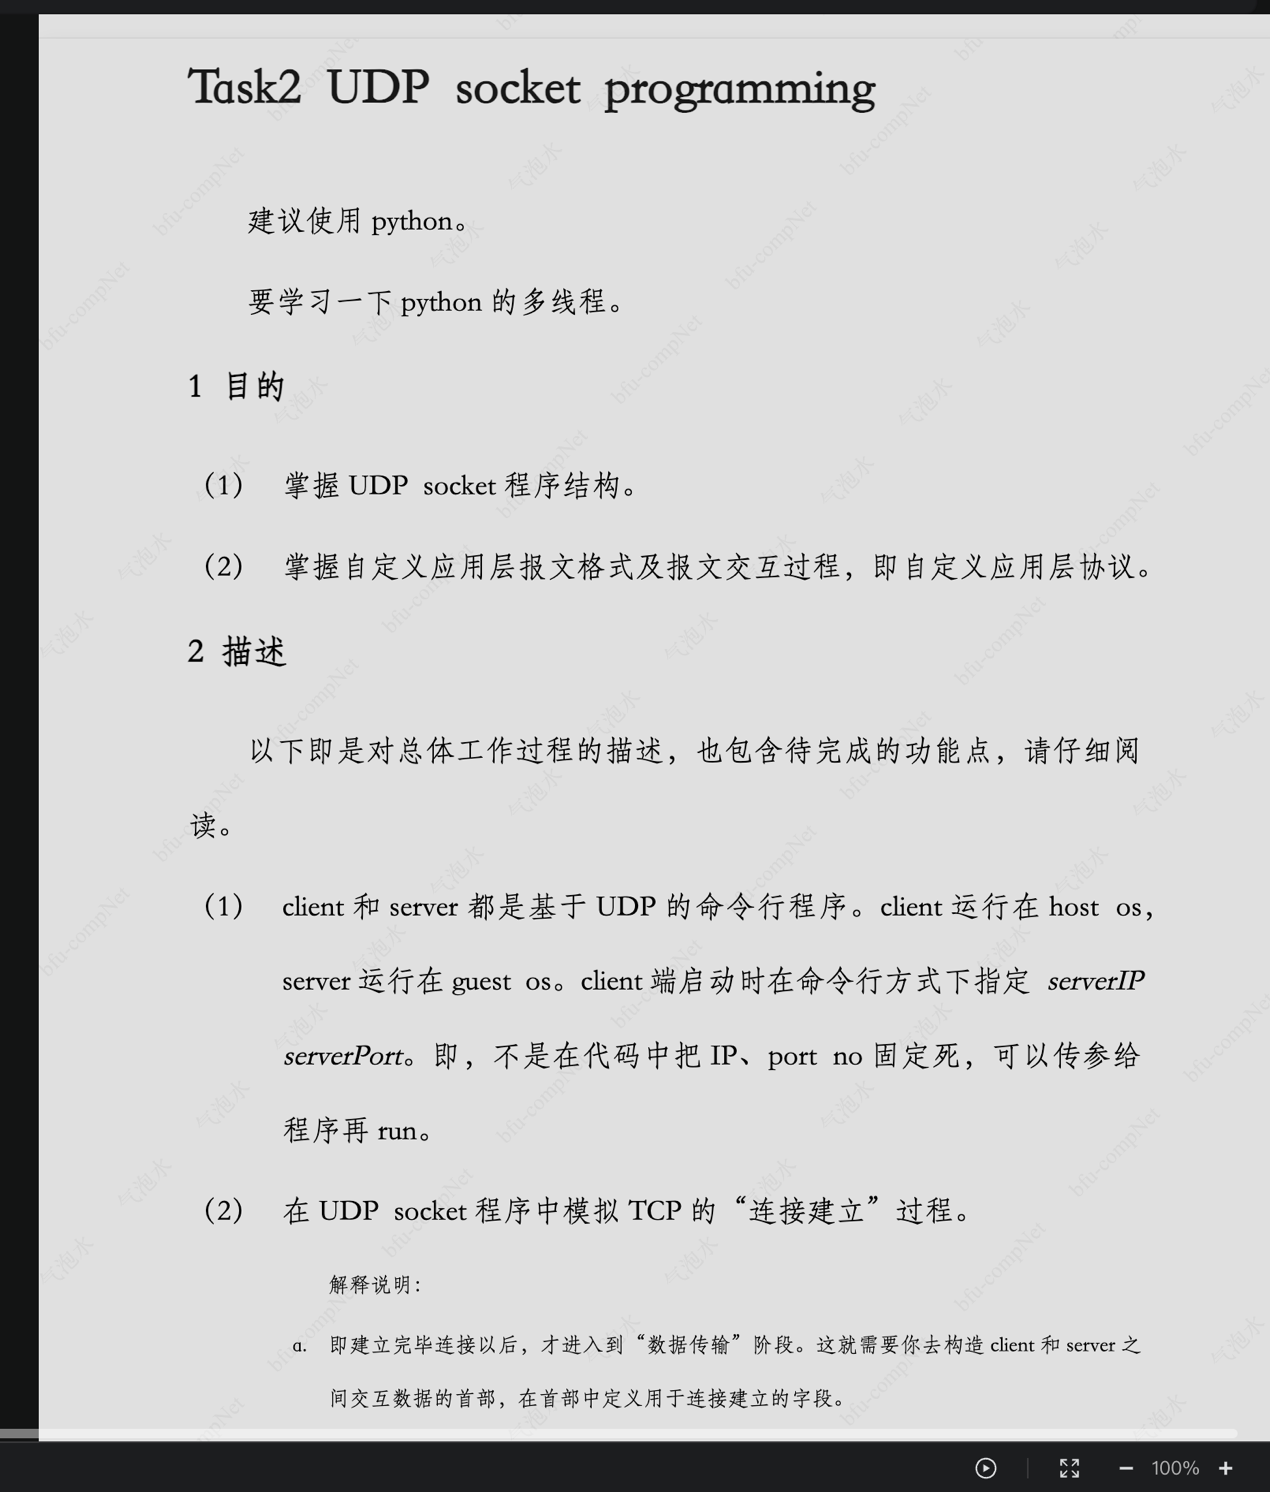 Task2 UDP socket programming
建议使用 python。
要学习一下 python 的多线程。
1 目的
（1） 掌握 UDP socket 程序结构。
（2） 掌握自定义应用层报文格式及报文交互过程，即自定义应用层协议。
2 描述
以下即是对总体工作过程的描述，也包含待完成的功能点，请仔细阅
读。
（1） client 和 server 都是基于 UDP 的命令行程序。client 运行在 host os，
server 运行在 guest os。client 端启动时在命令行方式下指定 serverIP
serverPort。即，不是在代码中把 IP、port no 固定死，可以传参给
程序再 run。
（2） 在 UDP socket 程序中模拟 TCP 的“连接建立”过程。
解释说明：
a. 即建立完毕连接以后，才进入到“数据传输”阶段。这就需要你去构造 client 和 server 之
间交互数据的首部，在首部中定义用于连接建立的字段。
bfu-compNet
气泡水
100%